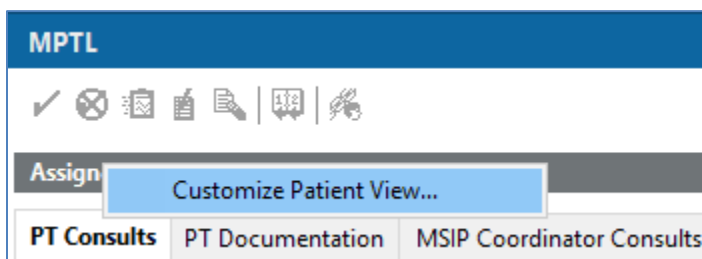 MPTL
Assign
Customize Patient View...
PT Consults PT Documentation MSIP Coordinator Consults